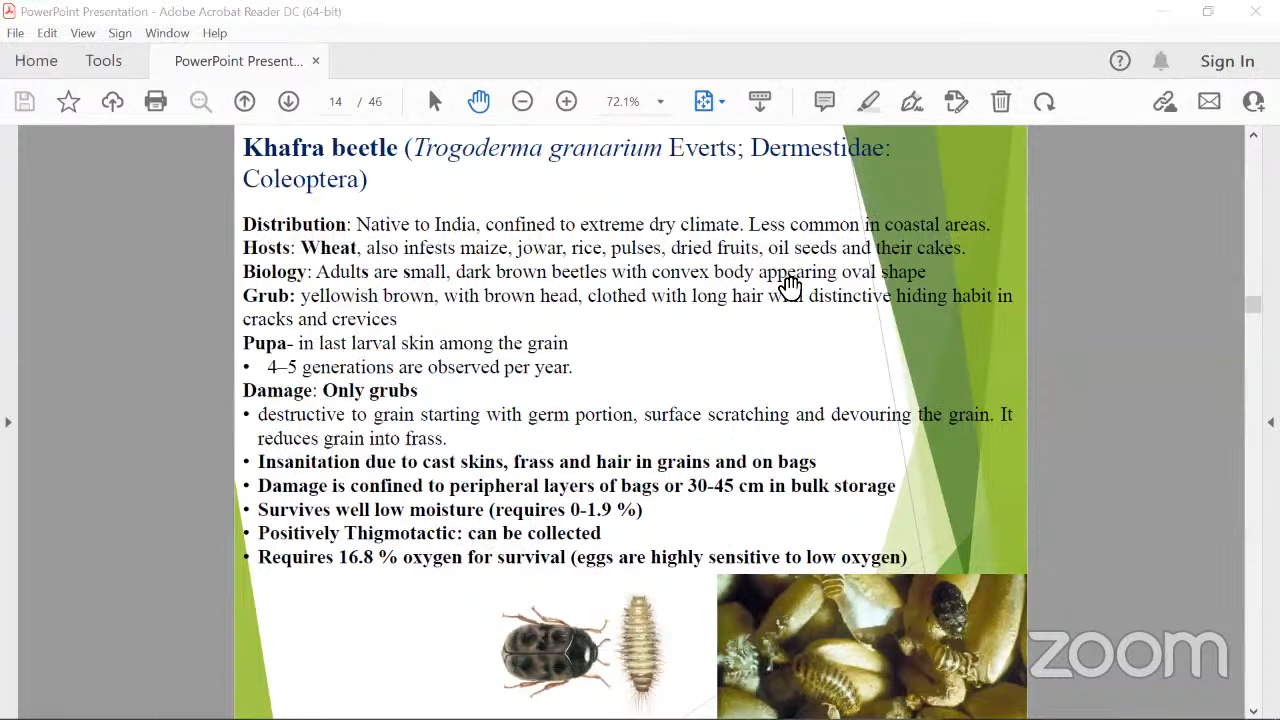 PowerPoint Presentation - Adobe Acrobat Reader DC (64-bit)
File Edit View Sign Window Help
Home Tools PowerPoint Present... × Sign In
14 / 46 72.1%
Khafra beetle (Trogoderma granarium Everts; Dermestidae:
Coleoptera)
Distribution: Native to India, confined to extreme dry climate. Less common in coastal areas.
Hosts: Wheat, also infests maize, jowar, rice, pulses, dried fruits, oil seeds and their cakes.
Biology: Adults are small, dark brown beetles with convex body appearing oval shape
Grub: yellowish brown, with brown head, clothed with long hair with distinctive hiding habit in
cracks and crevices
Pupa- in last larval skin among the grain
• 4–5 generations are observed per year.
Damage: Only grubs
• destructive to grain starting with germ portion, surface scratching and devouring the grain. It
reduces grain into frass.
• Insanitation due to cast skins, frass and hair in grains and on bags
• Damage is confined to peripheral layers of bags or 30-45 cm in bulk storage
• Survives well low moisture (requires 0-1.9 %)
• Positively Thigmotactic: can be collected
• Requires 16.8 % oxygen for survival (eggs are highly sensitive to low oxygen)
zoom